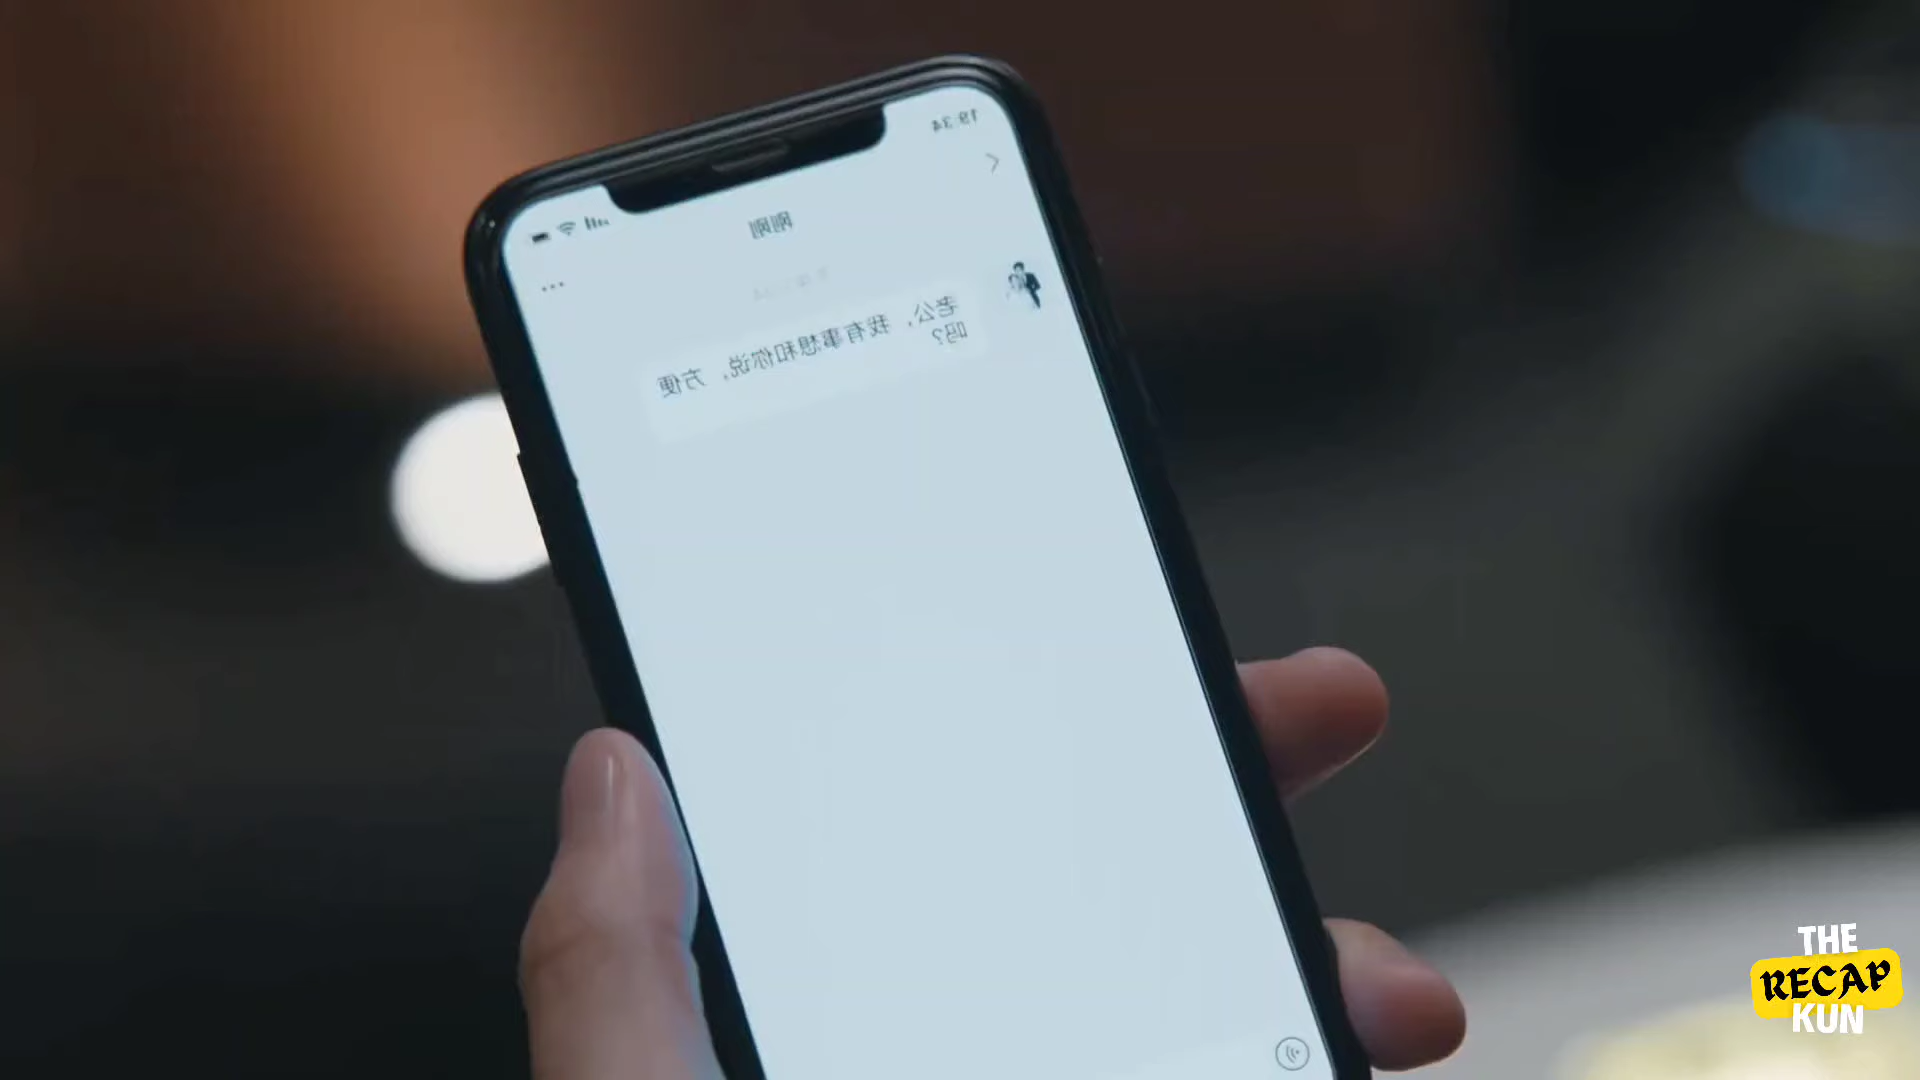 19:34
刚刚
老公，我有事想和你说，方便
吗？
THE
RECAP
KUN